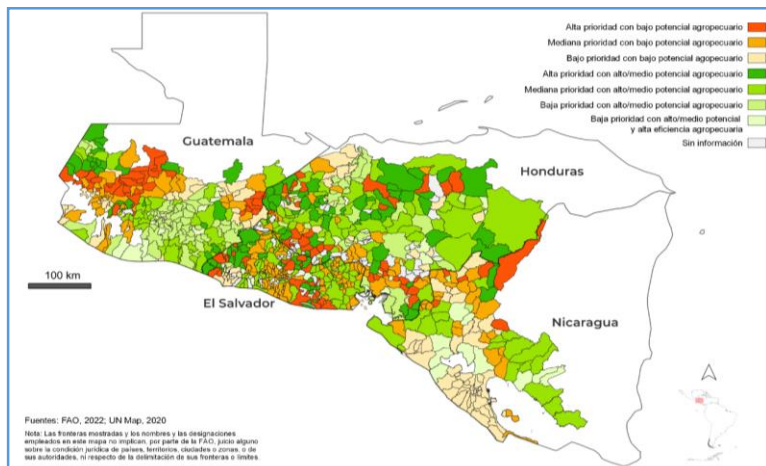 Alta prioridad con bajo potencial agropecuario
Mediana prioridad con bajo potencial agropecuario
Bajo prioridad con bajo potencial agopecuario
Alta prioridad con alto/medio potencial agropecuario
Mediana prioridad con alto/medio potencial agropecuario
Baja prioridad con alto/medio potencial agropecuario
Baja prioridad con alto/medio potencial
y alta eficiencia agropecuaria
Sin información
Guatemala
Honduras
100 km
El Salvador
Nicaragua
Fuentes: FAO, 2022; UN Map, 2020
Nota: Las fronteras mostradas y los nombres y las designaciones
empleados en este mapa no implican, por parte de la FAO, juicio alguno
sobre la condición jurídica de países, territorios, ciudades o zonas, o de
sus autoridades, ni respecto de la delimitación de sus fronteras o límites.